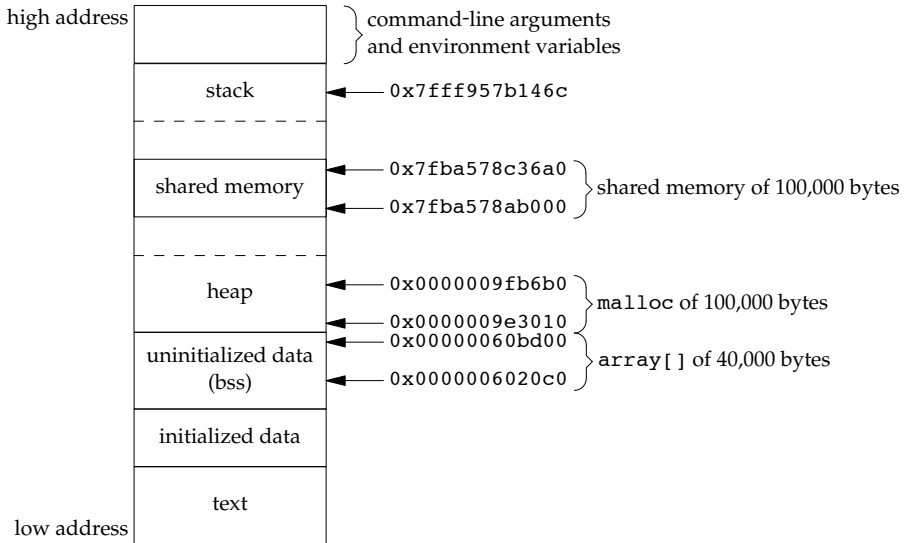 high address
command-line arguments
and environment variables
stack
0x7fff957b146c
0x7fba578c36a0
shared memory
shared memory of 100,000 bytes
0x7fba578ab000
0x0000009fb6b0
heap
malloc of 100,000 bytes
0x0000009e3010
0x00000060bd00
uninitialized data
(bss)
array[] of 40,000 bytes
0x0000006020c0
initialized data
text
low address